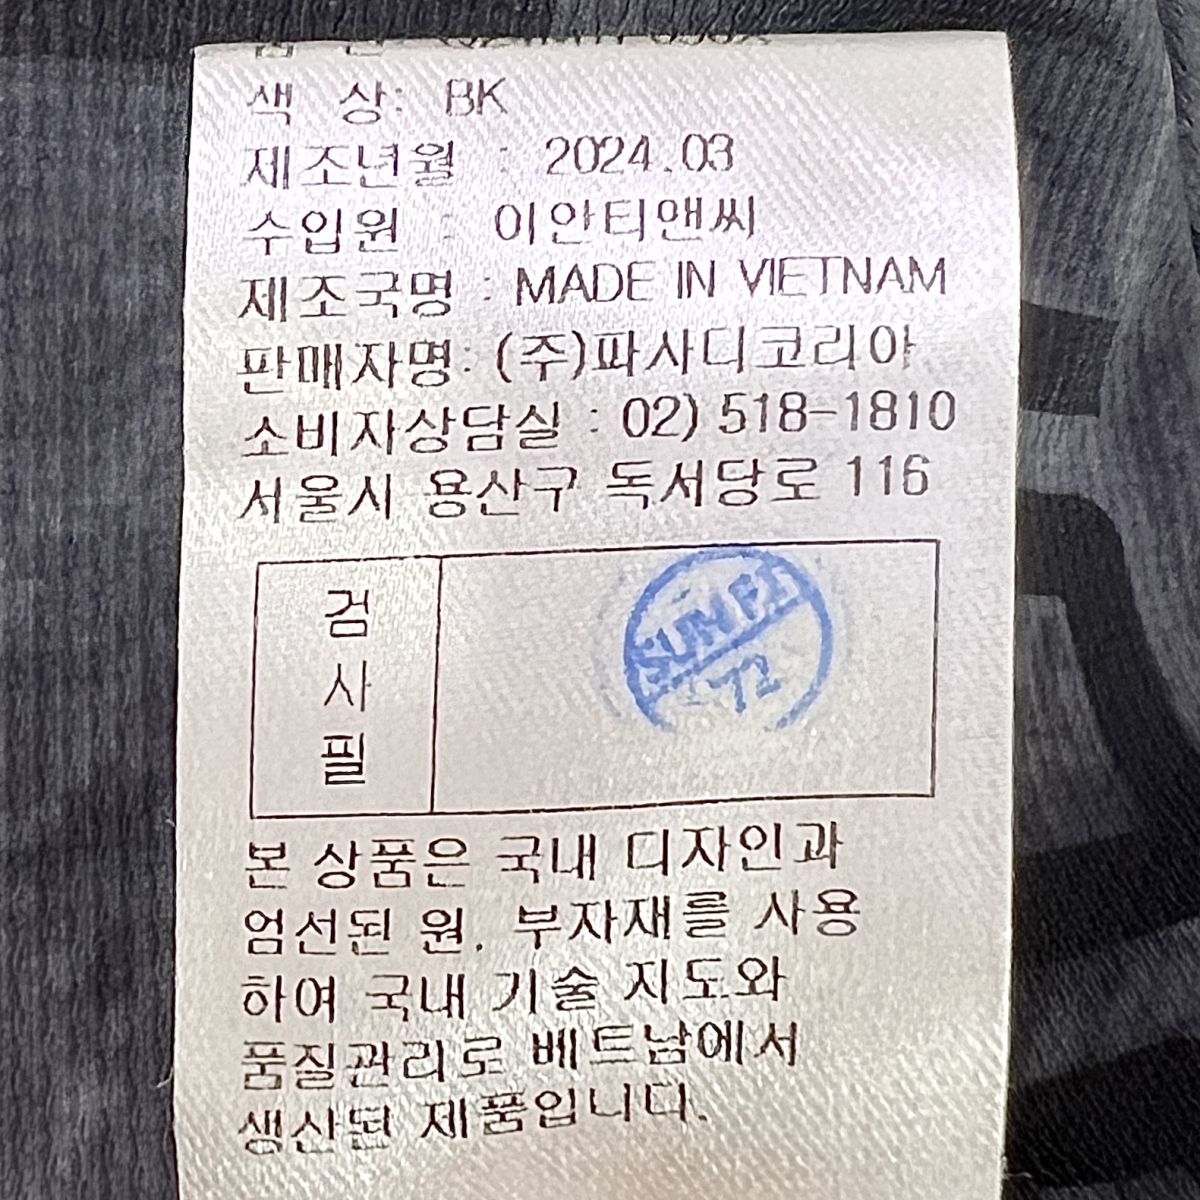 색 상: BK
제조년월 : 2024.03
수입원 : 이안티앤씨
제조국명 : MADE IN VIETNAM
판매자명: (주)파사디코리아
소비자상담실 : 02) 518-1810
서울시 용산구 독서당로 116
검
사
필
72
본 상품은 국내 디자인과
엄선된 원. 부자재를 사용
하여 국내 기술 지도와
품질관리로 베트남에서
생산된 제품입니다.